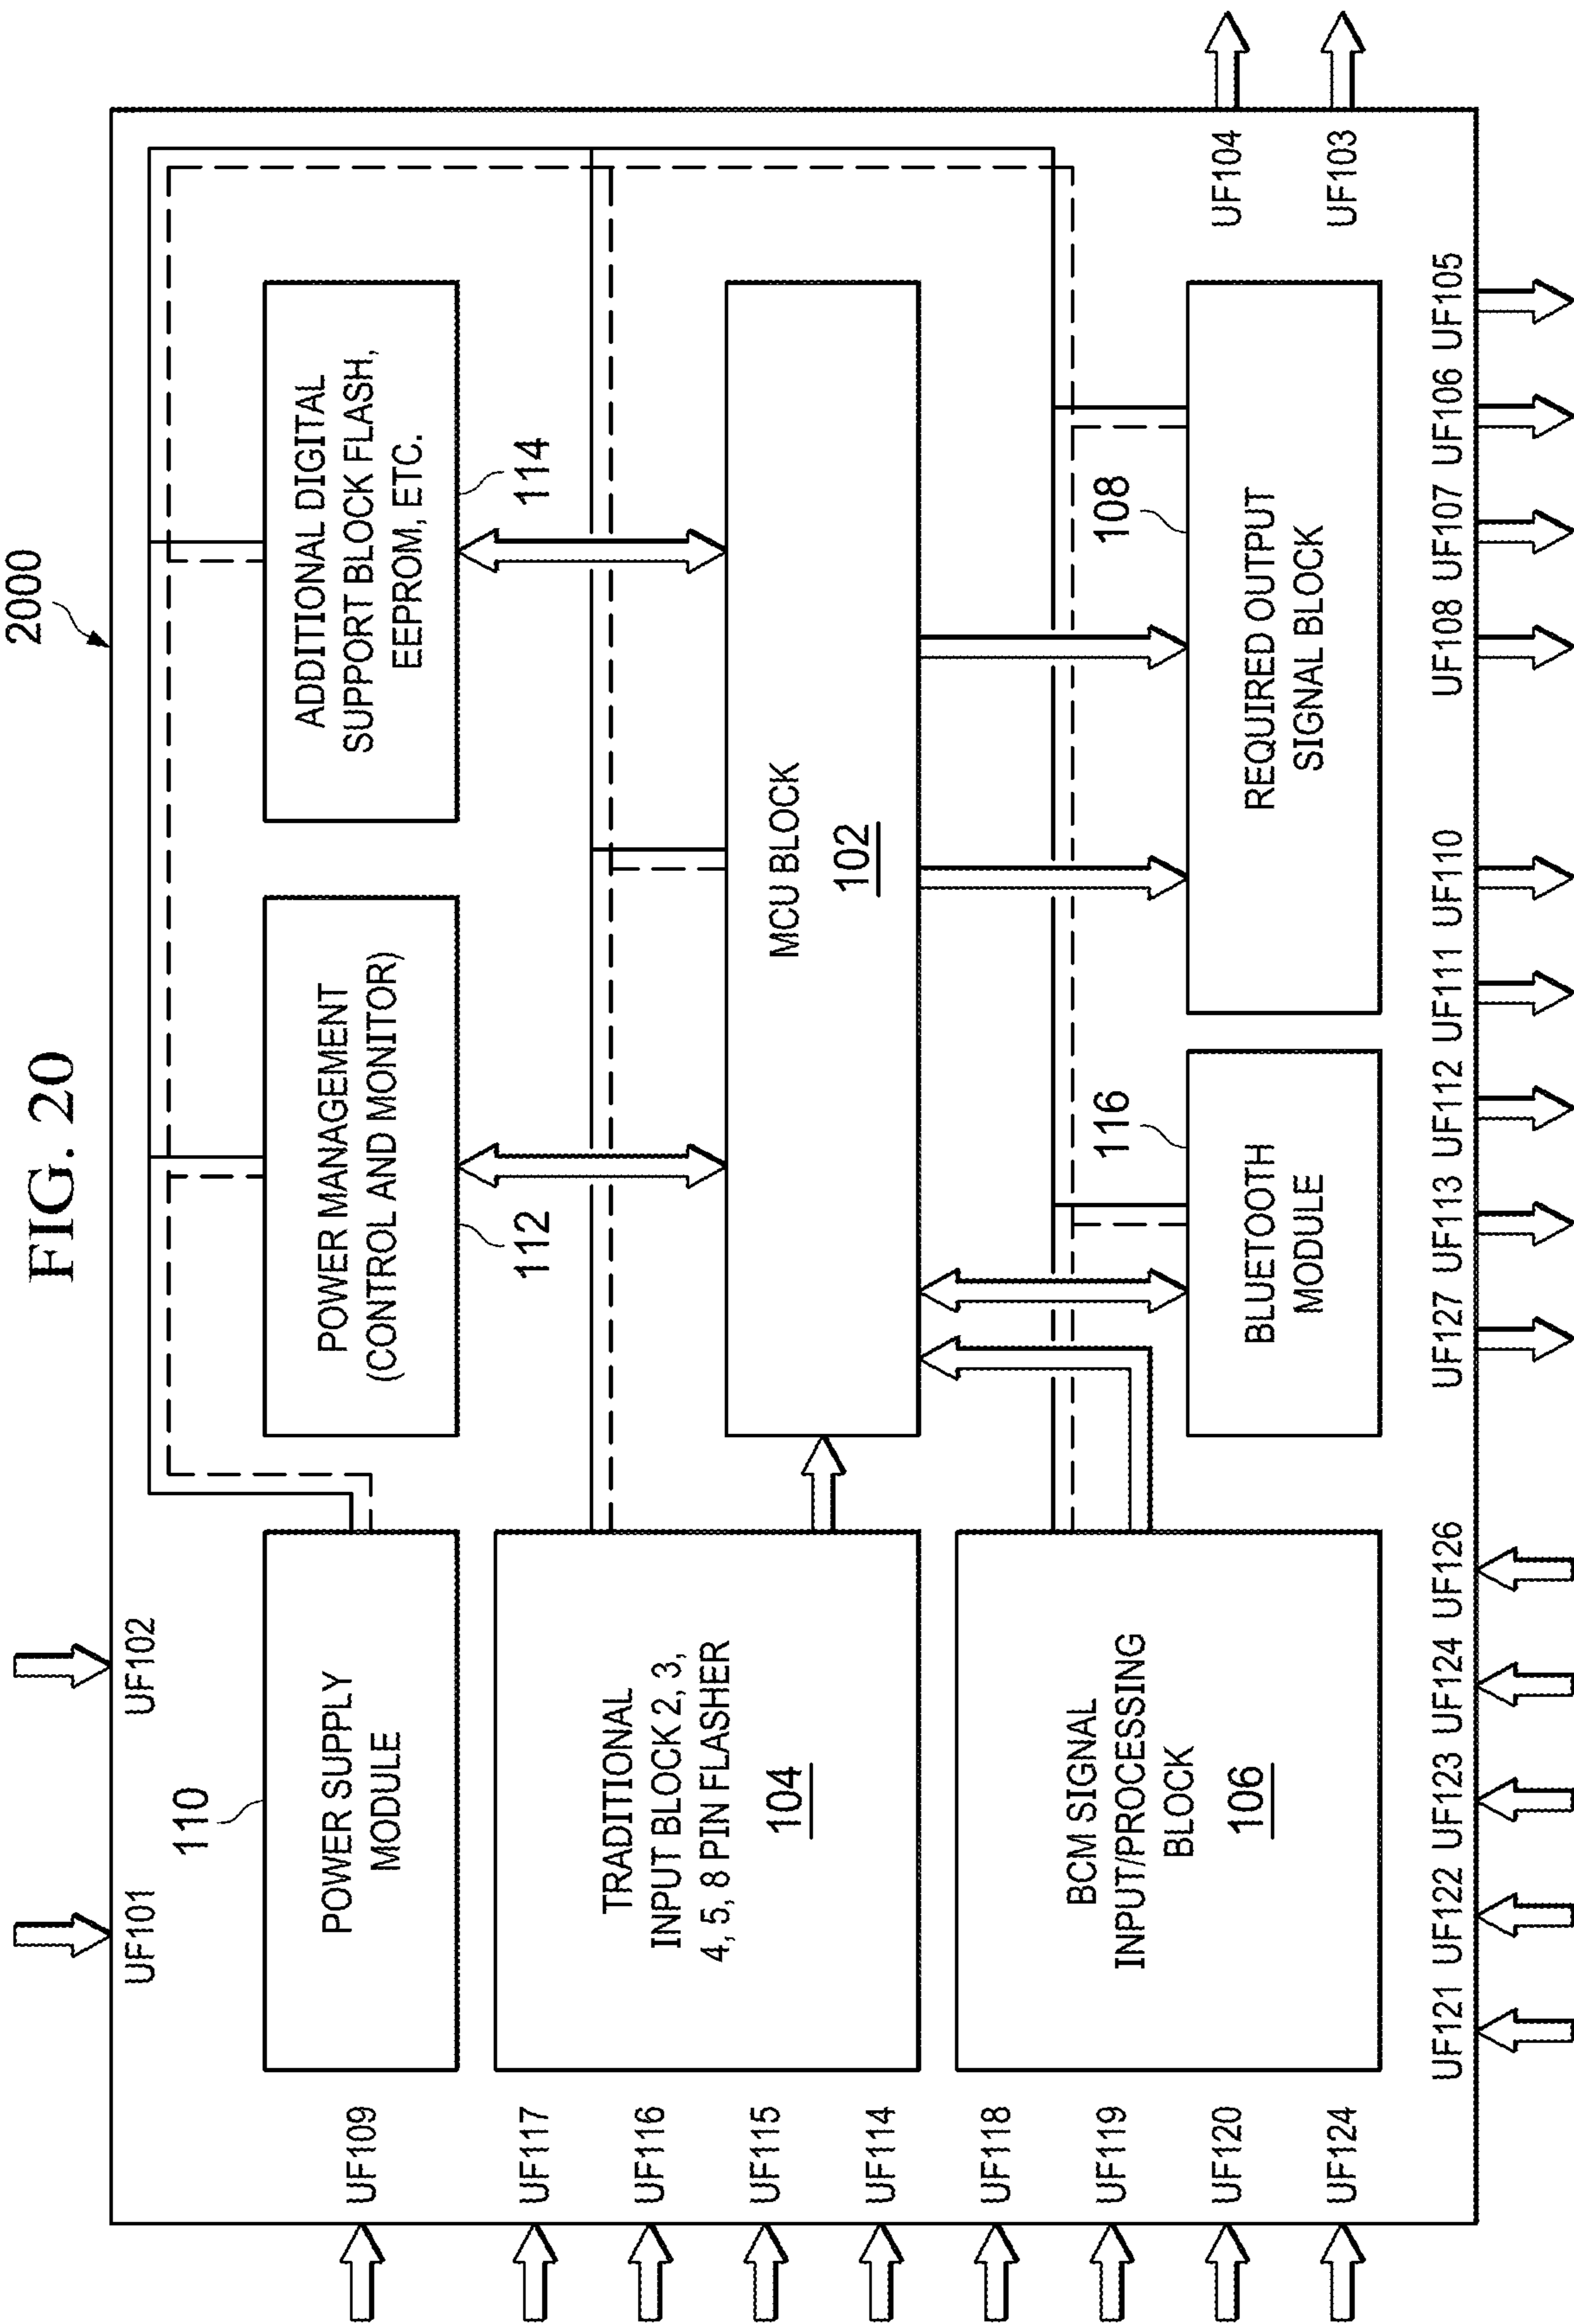 FIG. 20
2000
UF101
UF102
110
POWER SUPPLY
MODULE
POWER MANAGEMENT
(CONTROL AND MONITOR)
112
ADDITIONAL DIGITAL
SUPPORT BLOCK FLASH,
EEPROM, ETC.
114
UF109
UF117
UF116
UF115
UF114
UF118
UF119
UF120
UF124
TRADITIONAL
INPUT BLOCK 2, 3,
4, 5, 8 PIN FLASHER
104
MCU BLOCK
102
BCM SIGNAL
INPUT/PROCESSING
BLOCK
106
116
BLUETOOTH
MODULE
108
REQUIRED OUTPUT
SIGNAL BLOCK
UF104
UF103
UF121
UF122
UF123
UF124
UF126
UF127
UF113
UF112
UF111
UF110
UF108
UF107
UF106
UF105